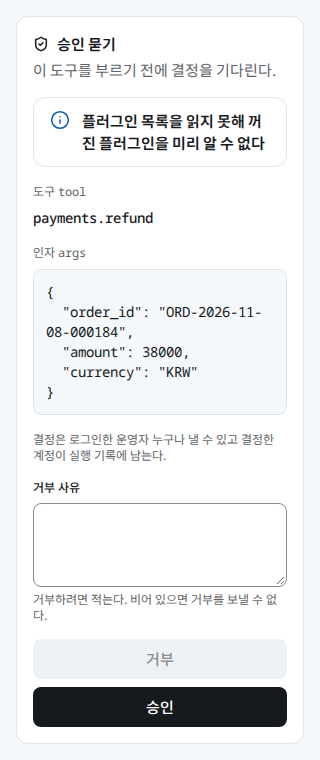 승인 묻기
이 도구를 부르기 전에 결정을 기다린다.
플러그인 목록을 읽지 못해 꺼
진 플러그인을 미리 알 수 없다
도구 tool
payments.refund
인자 args
{
  "order_id": "ORD-2026-11-
08-000184",
  "amount": 38000,
  "currency": "KRW"
}
결정은 로그인한 운영자 누구나 낼 수 있고 결정한
계정이 실행 기록에 남는다.
거부 사유
거부하려면 적는다. 비어 있으면 거부를 보낼 수 없
다.
거부
승인